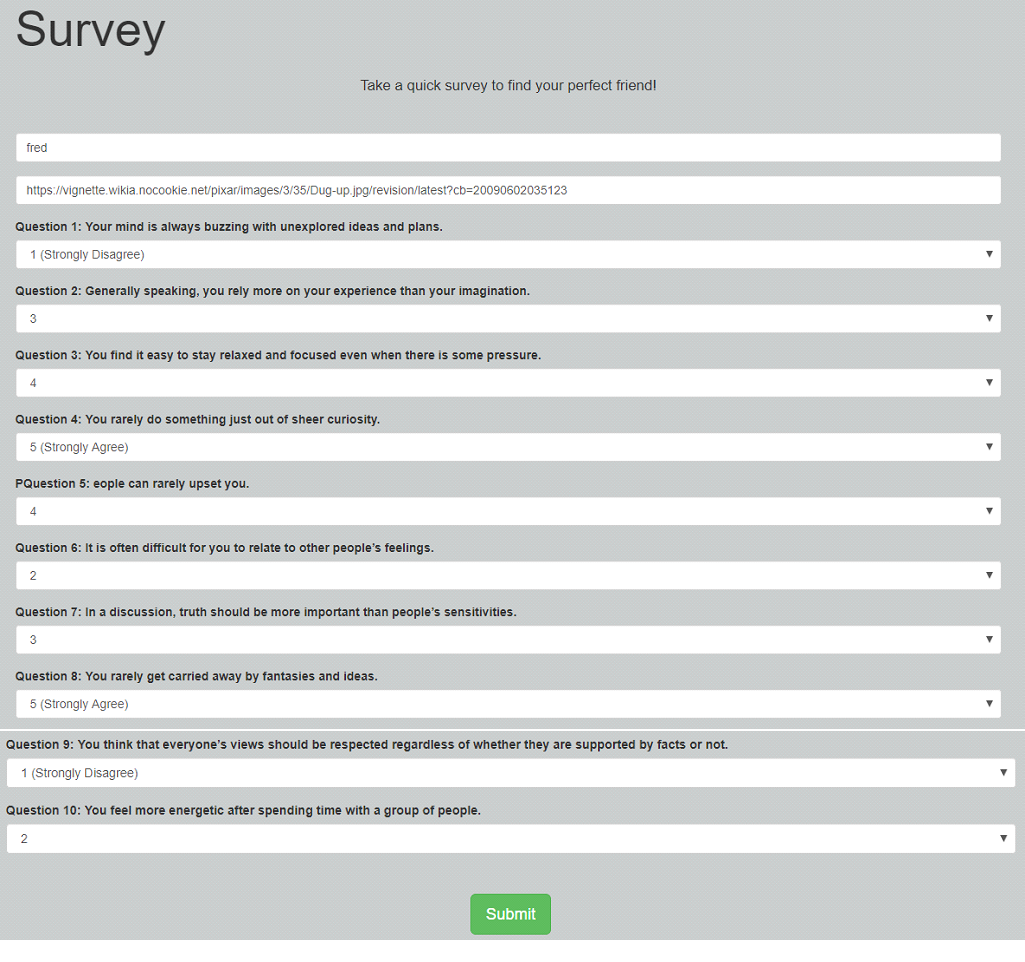 Survey
Take a quick survey to find your perfect friend!
fred
https://vignette.wikia.nocookie.net/pixar/images/3/35/Dug-up.jpg/revision/latest?cb=20090602035123
Question 1: Your mind is always buzzing with unexplored ideas and plans.
1 (Strongly Disagree)
Question 2: Generally speaking, you rely more on your experience than your imagination.
3
Question 3: You find it easy to stay relaxed and focused even when there is some pressure.
4
Question 4: You rarely do something just out of sheer curiosity.
5 (Strongly Agree)
PQuestion 5: eople can rarely upset you.
4
Question 6: It is often difficult for you to relate to other people's feelings.
2
Question 7: In a discussion, truth should be more important than people's sensitivities.
3
Question 8: You rarely get carried away by fantasies and ideas.
5 (Strongly Agree)
Question 9: You think that everyone's views should be respected regardless of whether they are supported by facts or not.
1 (Strongly Disagree)
Question 10: You feel more energetic after spending time with a group of people.
2
Submit